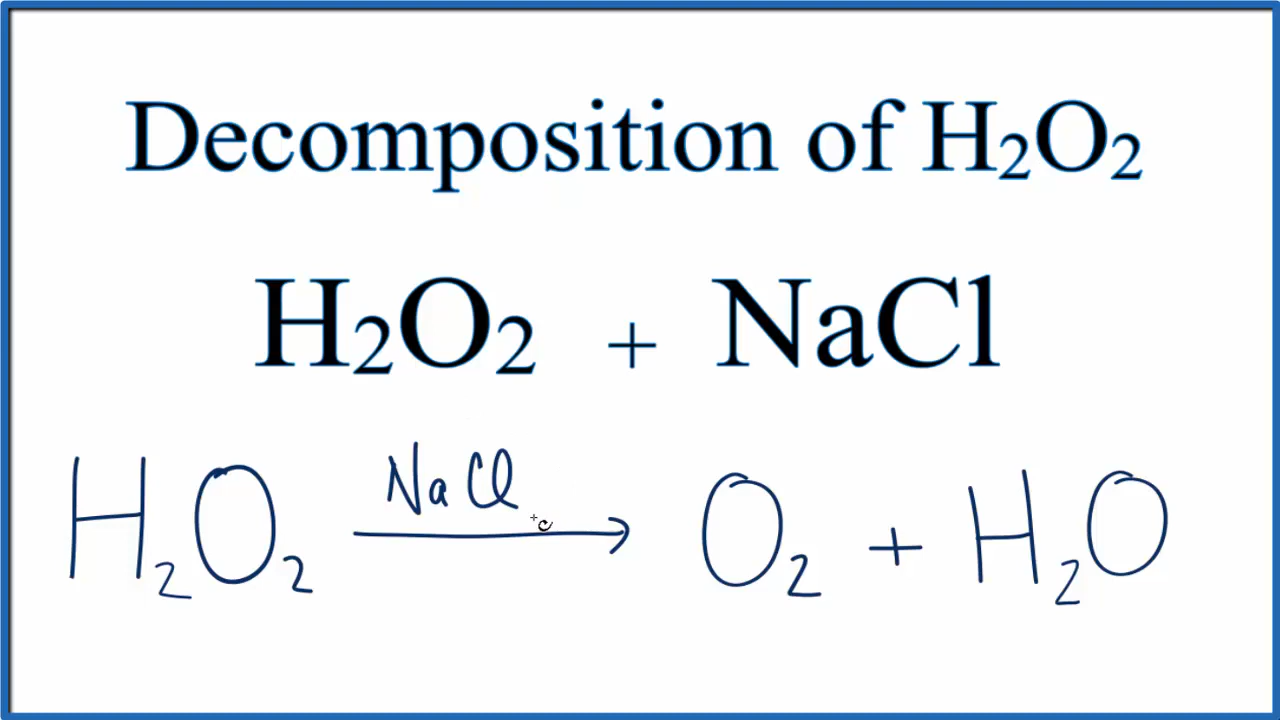 Decomposition of H₂O₂
H₂O₂ + NaCl
NaCl
H₂O₂ → O₂ + H₂O